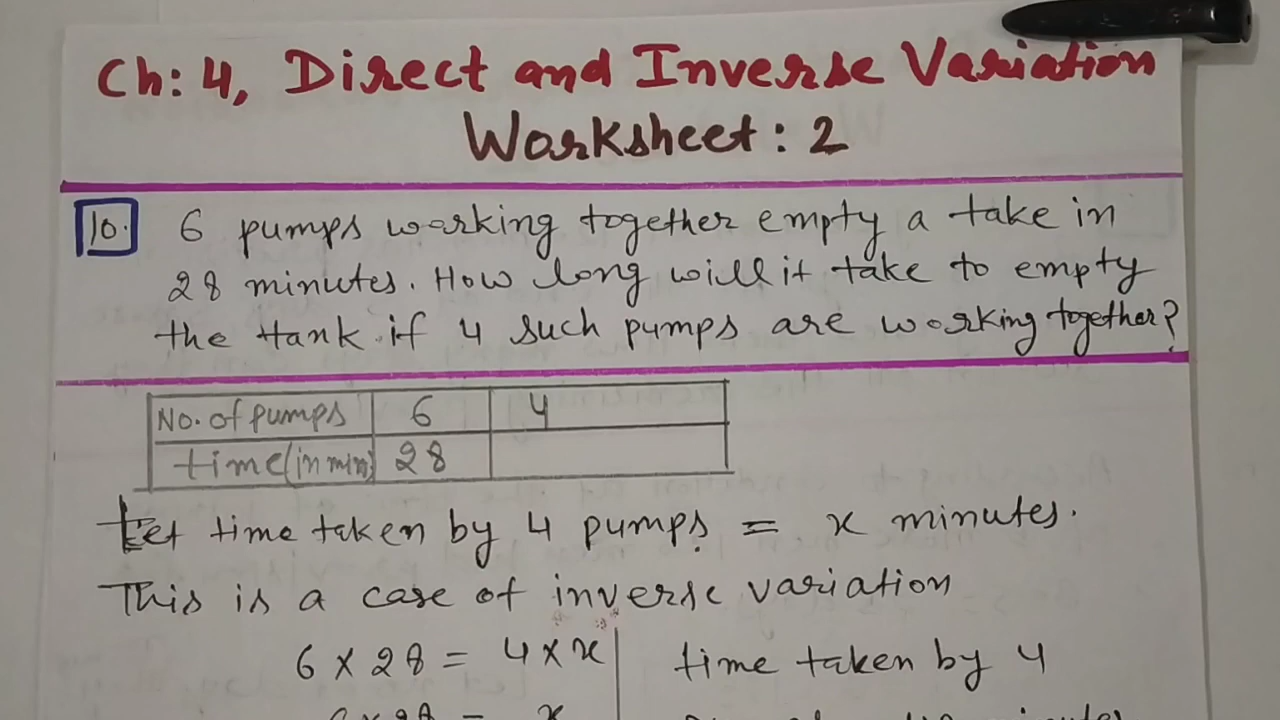 Ch: 4, Direct and Inverse Variation
Worksheet: 2
10. 6 pumps working together empty a take in
28 minutes. How long will it take to empty
the tank if 4 such pumps are working together?
No. of pumps 6 4
time (in min) 28
Let time taken by 4 pumps = x minutes.
This is a case of inverse variation
6 × 28 = 4 × x
time taken by 4